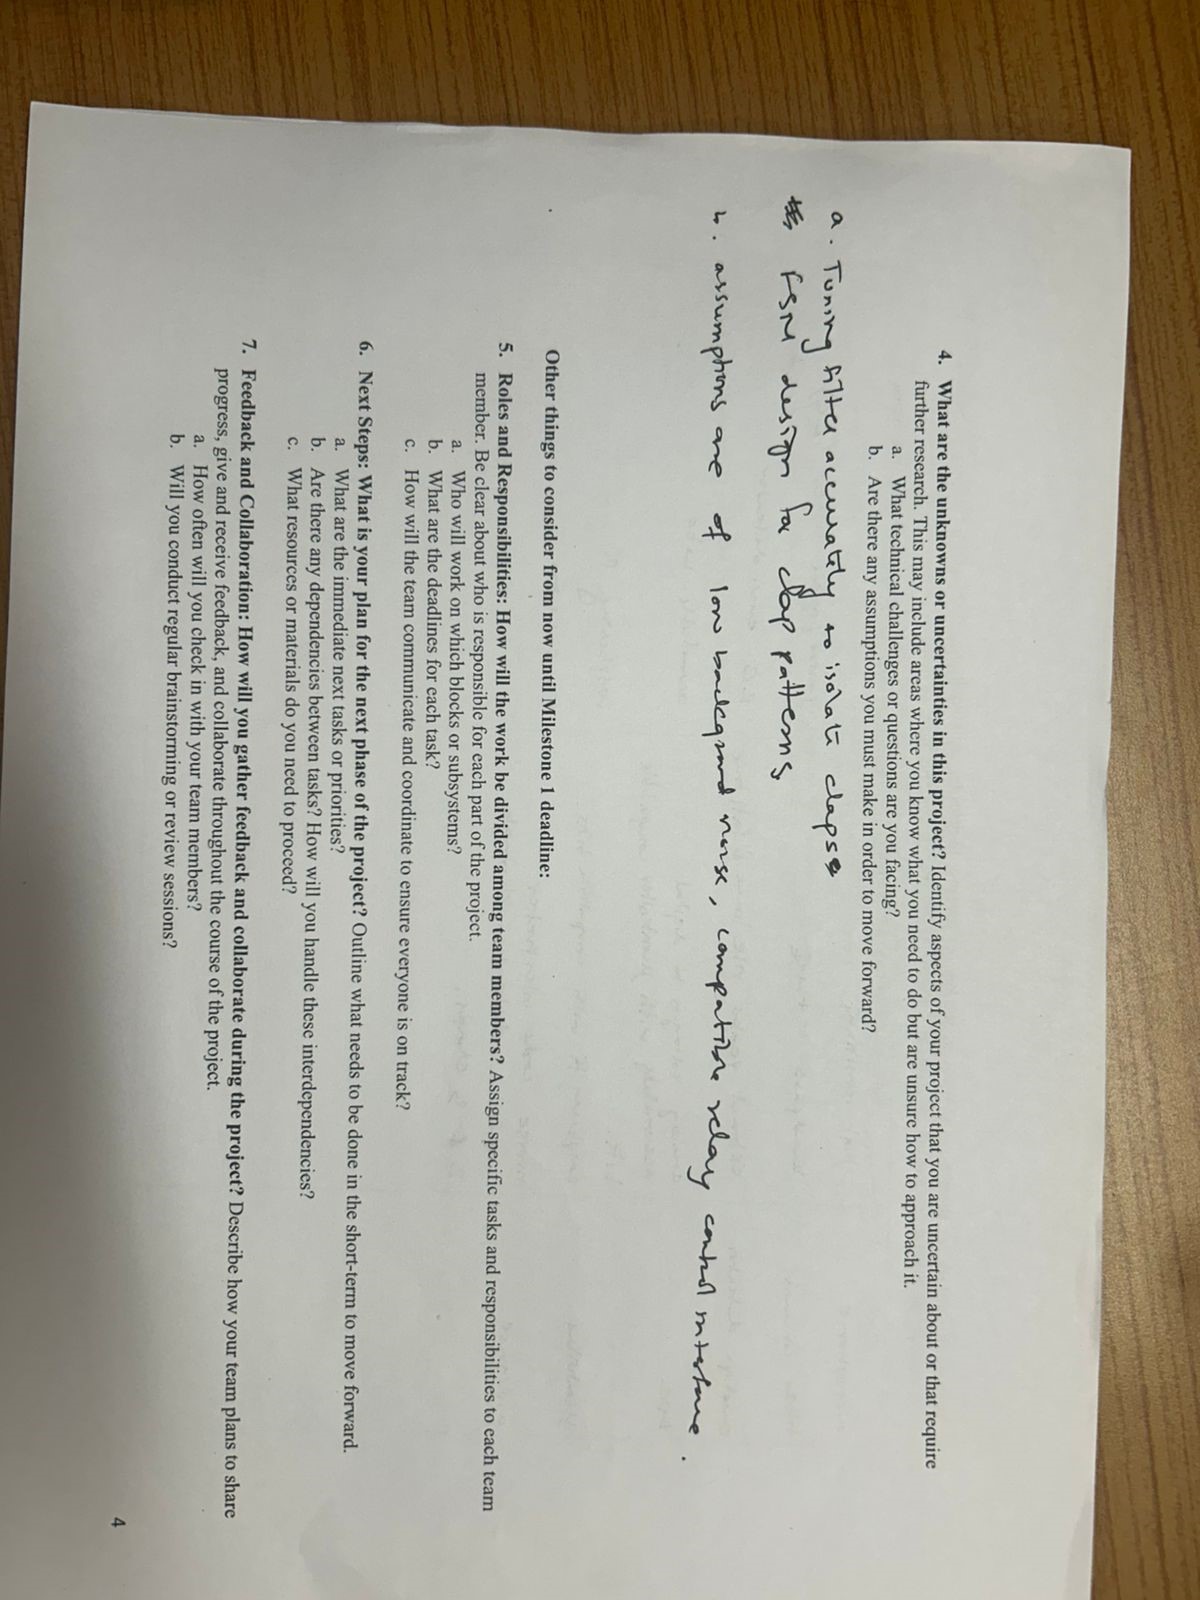 4. What are the unknowns or uncertainties in this project? Identify aspects of your project that you are uncertain about or that require
further research. This may include areas where you know what you need to do but are unsure how to approach it.
a. What technical challenges or questions are you facing?
b. Are there any assumptions you must make in order to move forward?
a. Tuning filter accurately to isolate claps
FSM design for clap patterns
b. assumptions are of low background noise, compatible relay control interface.
Other things to consider from now until Milestone 1 deadline:
5. Roles and Responsibilities: How will the work be divided among team members? Assign specific tasks and responsibilities to each team
member. Be clear about who is responsible for each part of the project.
a. Who will work on which blocks or subsystems?
b. What are the deadlines for each task?
c. How will the team communicate and coordinate to ensure everyone is on track?
6. Next Steps: What is your plan for the next phase of the project? Outline what needs to be done in the short-term to move forward.
a. What are the immediate next tasks or priorities?
b. Are there any dependencies between tasks? How will you handle these interdependencies?
c. What resources or materials do you need to proceed?
7. Feedback and Collaboration: How will you gather feedback and collaborate during the project? Describe how your team plans to share
progress, give and receive feedback, and collaborate throughout the course of the project.
a. How often will you check in with your team members?
b. Will you conduct regular brainstorming or review sessions?
4